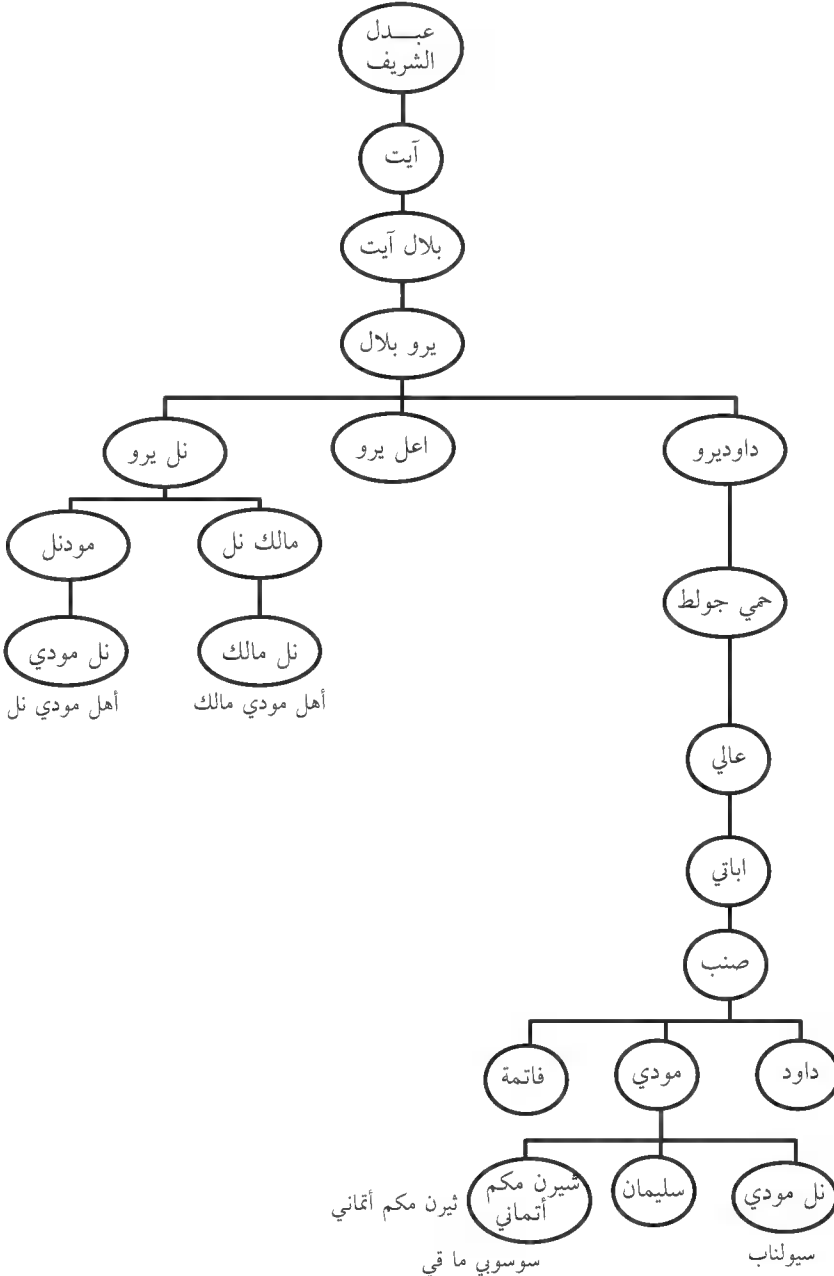 عبدل
الشريف
آيت
بلال آيت
يرو بلال
داوديرو
اعل يرو
نل يرو
مالك نل
مودنل
حمي جولط
نل مالك
نل مودي
أهل مودي مالك
أهل مودي نل
عالي
اباتي
صنب
داود
مودي
فاتمة
نل مودي
سليمان
شيرن مكم
أتماني
ثيرن مكم أتماني
سيولناب
سوسوبي ما قي